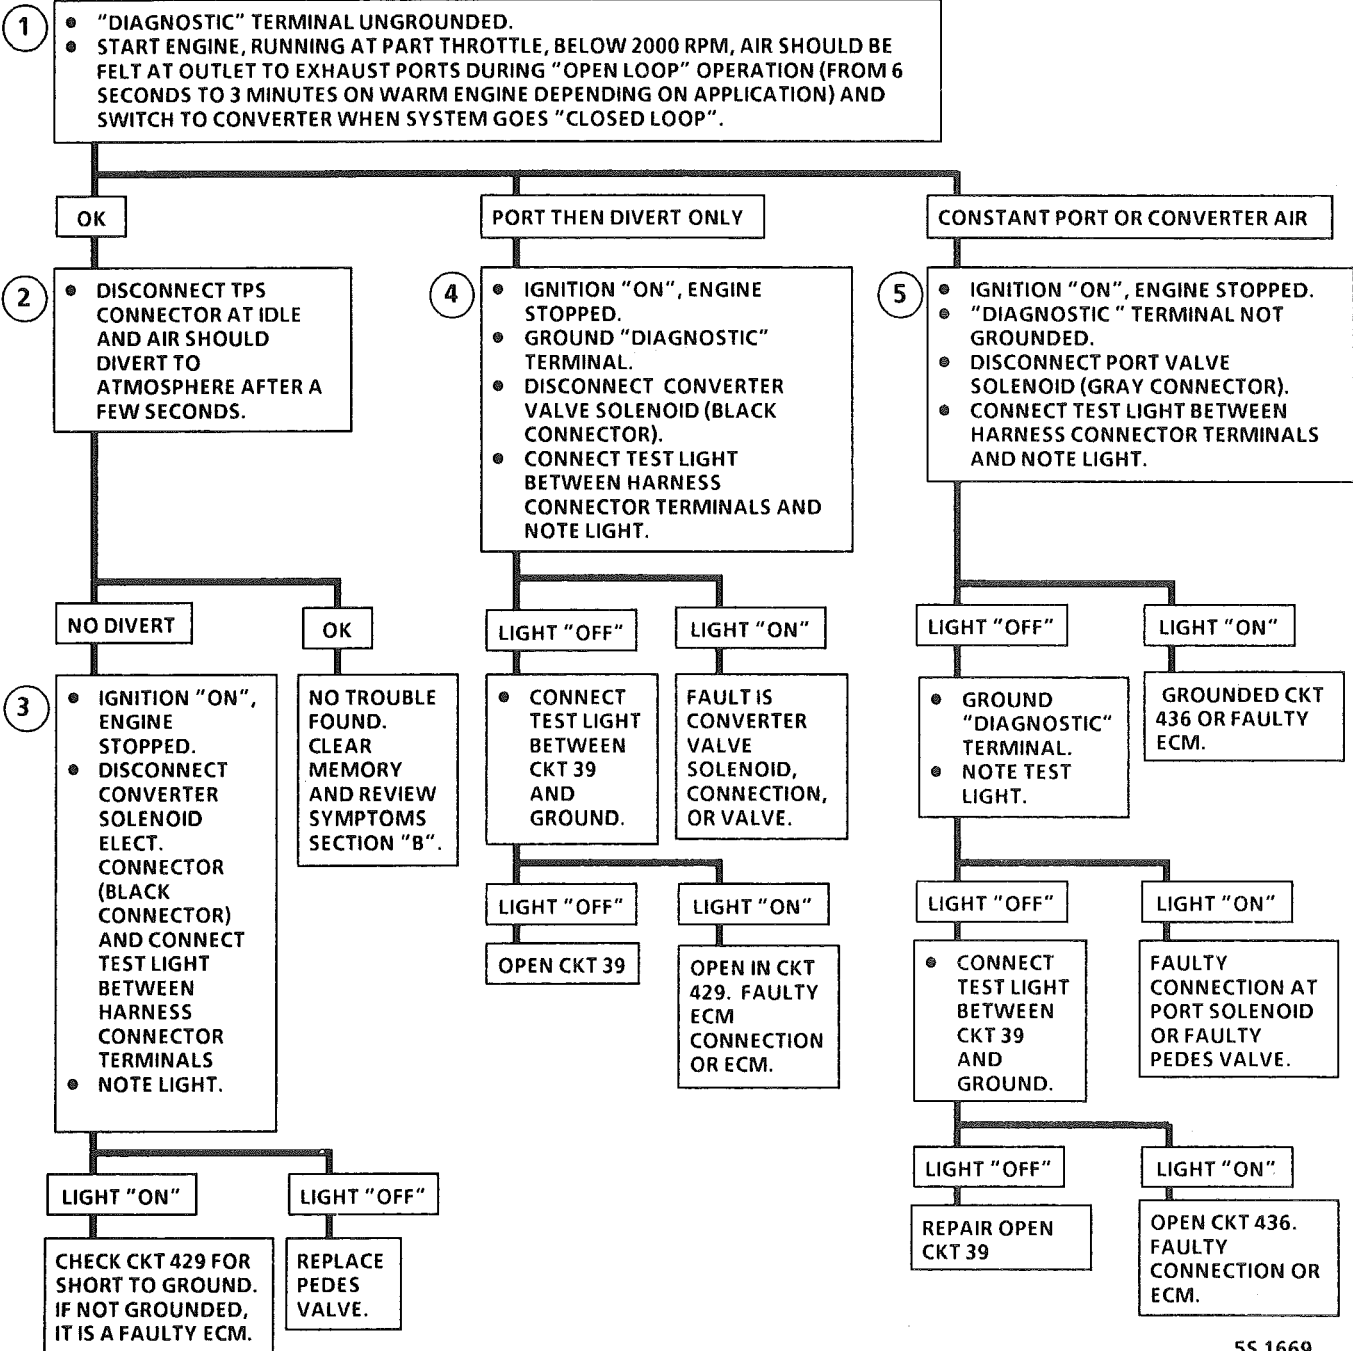 1
● "DIAGNOSTIC" TERMINAL UNGROUNDED.
● START ENGINE, RUNNING AT PART THROTTLE, BELOW 2000 RPM, AIR SHOULD BE
FELT AT OUTLET TO EXHAUST PORTS DURING "OPEN LOOP" OPERATION (FROM 6
SECONDS TO 3 MINUTES ON WARM ENGINE DEPENDING ON APPLICATION) AND
SWITCH TO CONVERTER WHEN SYSTEM GOES "CLOSED LOOP".
OK
2
● DISCONNECT TPS
CONNECTOR AT IDLE
AND AIR SHOULD
DIVERT TO
ATMOSPHERE AFTER A
FEW SECONDS.
NO DIVERT
3
● IGNITION "ON",
ENGINE
STOPPED.
● DISCONNECT
CONVERTER
SOLENOID
ELECT.
CONNECTOR
(BLACK
CONNECTOR)
AND CONNECT
TEST LIGHT
BETWEEN
HARNESS
CONNECTOR
TERMINALS
● NOTE LIGHT.
LIGHT "ON"
CHECK CKT 429 FOR
SHORT TO GROUND.
IF NOT GROUNDED,
IT IS A FAULTY ECM.
LIGHT "OFF"
REPLACE
PEDES
VALVE.
OK
NO TROUBLE
FOUND.
CLEAR
MEMORY
AND REVIEW
SYMPTOMS
SECTION "B".
PORT THEN DIVERT ONLY
4
● IGNITION "ON", ENGINE
STOPPED.
● GROUND "DIAGNOSTIC"
TERMINAL.
● DISCONNECT CONVERTER
VALVE SOLENOID (BLACK
CONNECTOR).
● CONNECT TEST LIGHT
BETWEEN HARNESS
CONNECTOR TERMINALS AND
NOTE LIGHT.
LIGHT "OFF"
● CONNECT
TEST LIGHT
BETWEEN
CKT 39
AND
GROUND.
LIGHT "OFF"
OPEN CKT 39
LIGHT "ON"
OPEN IN CKT
429. FAULTY
ECM
CONNECTION
OR ECM.
LIGHT "ON"
FAULT IS
CONVERTER
VALVE
SOLENOID,
CONNECTION,
OR VALVE.
CONSTANT PORT OR CONVERTER AIR
5
● IGNITION "ON", ENGINE STOPPED.
● "DIAGNOSTIC " TERMINAL NOT
GROUNDED.
● DISCONNECT PORT VALVE
SOLENOID (GRAY CONNECTOR).
● CONNECT TEST LIGHT BETWEEN
HARNESS CONNECTOR TERMINALS
AND NOTE LIGHT.
LIGHT "OFF"
● GROUND
"DIAGNOSTIC"
TERMINAL.
● NOTE TEST
LIGHT.
LIGHT "OFF"
● CONNECT
TEST LIGHT
BETWEEN
CKT 39
AND
GROUND.
LIGHT "OFF"
REPAIR OPEN
CKT 39
LIGHT "ON"
OPEN CKT 436.
FAULTY
CONNECTION OR
ECM.
LIGHT "ON"
FAULTY
CONNECTION AT
PORT SOLENOID
OR FAULTY
PEDES VALVE.
LIGHT "ON"
GROUNDED CKT
436 OR FAULTY
ECM.
5S 1669